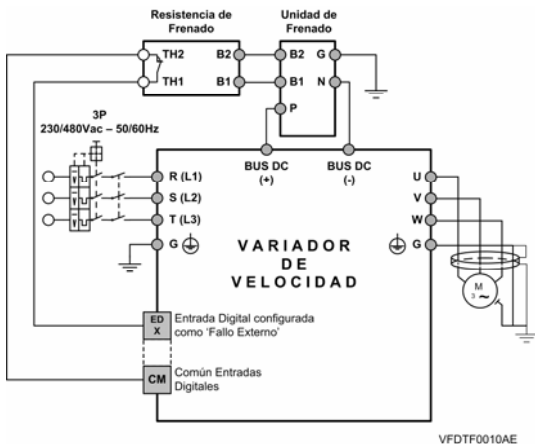 Resistencia de
Frenado
Unidad de
Frenado
TH2
B2
B2
G
TH1
B1
B1
N
P
3P
230/480Vac – 50/60Hz
BUS DC
(+)
BUS DC
(-)
R (L1)
S (L2)
T (L3)
G
U
V
W
G
VARIADOR
DE
VELOCIDAD
M
3 ~
ED
X
Entrada Digital configurada
como 'Fallo Externo'
CM
Común Entradas
Digitales
VFDTF0010AE